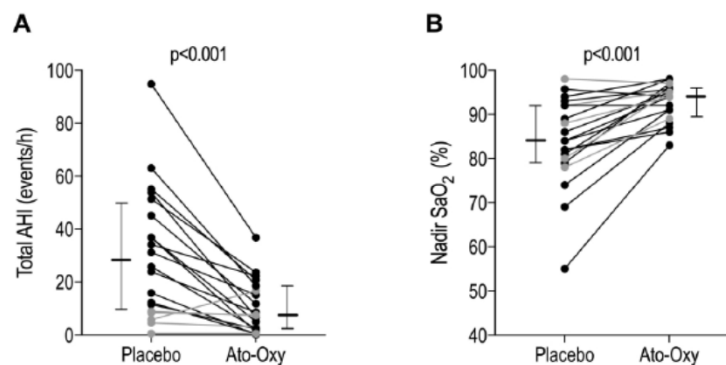 A
p<0.001
Total AHI (events/h)
100
80
60
40
20
0
Placebo Ato-Oxy
B
p<0.001
Nadir SaO₂ (%)
100
90
80
70
60
50
40
Placebo Ato-Oxy